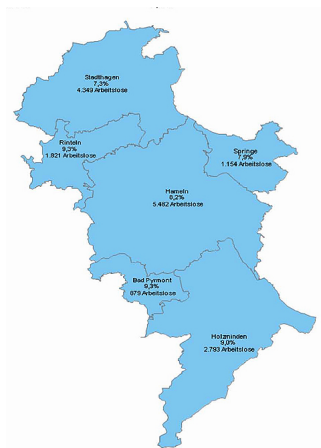 Stadthagen
7,3%
4.349 Arbeitslose
Rinteln
9,3%
1.821 Arbeitslose
Springe
7,9%
1.154 Arbeitslose
Hameln
8,2%
5.482 Arbeitslose
Bad Pyrmont
9,3%
879 Arbeitslose
Holzminden
9,0%
2.793 Arbeitslose